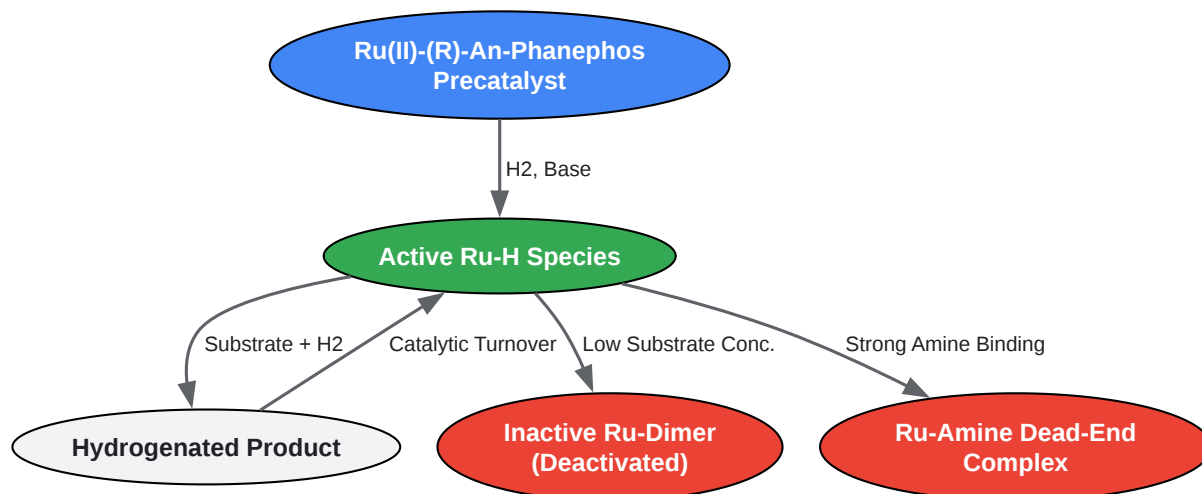 Ru(II)-(R)-An-Phanephos
Precatalyst
H2, Base
Active Ru-H Species
Substrate + H2
Catalytic Turnover
Low Substrate Conc.
Strong Amine Binding
Hydrogenated Product
Inactive Ru-Dimer
(Deactivated)
Ru-Amine Dead-End
Complex